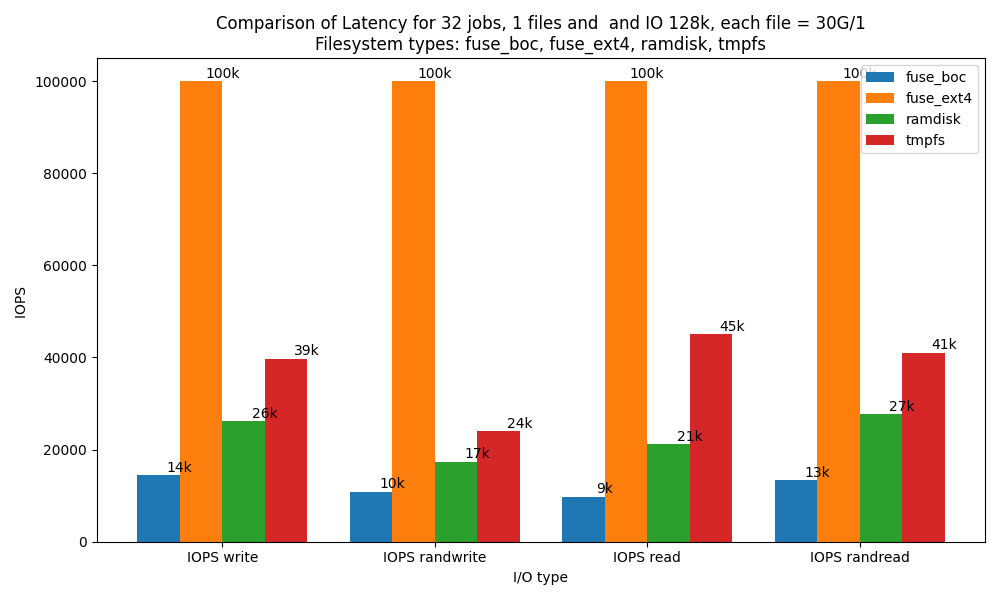 Comparison of Latency for 32 jobs, 1 files and  and IO 128k, each file = 30G/1
Filesystem types: fuse_boc, fuse_ext4, ramdisk, tmpfs
100k 100k 100k 100k
fuse_boc
fuse_ext4
ramdisk
tmpfs
100000
80000
60000
40000
20000
0
IOPS
14k 26k 39k
10k 17k 24k
9k 21k 45k
13k 27k 41k
IOPS write IOPS randwrite IOPS read IOPS randread
I/O type